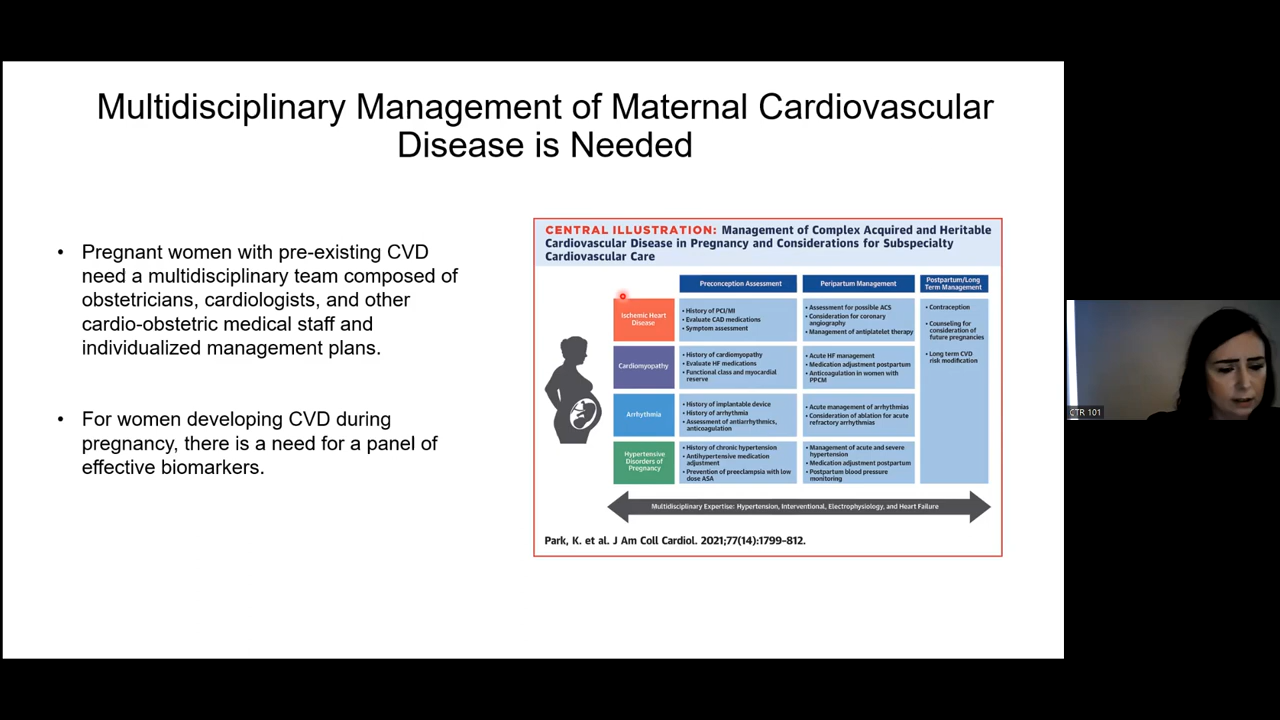 Multidisciplinary Management of Maternal Cardiovascular
Disease is Needed
• Pregnant women with pre-existing CVD
need a multidisciplinary team composed of
obstetricians, cardiologists, and other
cardio-obstetric medical staff and
individualized management plans.
• For women developing CVD during
pregnancy, there is a need for a panel of
effective biomarkers.
CENTRAL ILLUSTRATION: Management of Complex Acquired and Heritable
Cardiovascular Disease in Pregnancy and Considerations for Subspecialty
Cardiovascular Care
Preconception Assessment
Peripartum Management
Postpartum/Long
Term Management
Ischemic Heart
Disease
• History of PCI/MI
• Evaluate CAD medications
• Symptom assessment
• Assessment for possible ACS
• Consideration for coronary
angiography
• Management of antiplatelet therapy
• Contraception
• Counseling for
consideration of
future pregnancies
• Long term CVD
risk modification
Cardiomyopathy
• History of cardiomyopathy
• Evaluate HF medications
• Functional class and myocardial
reserve
• Acute HF management
• Medication adjustment postpartum
• Anticoagulation in women with
PPCM
Arrhythmia
• History of implantable device
• History of arrhythmia
• Assessment of antiarrhythmics,
anticoagulation
• Acute management of arrhythmias
• Consideration of ablation for acute
refractory arrhythmias
Hypertensive
Disorders of
Pregnancy
• History of chronic hypertension
• Antihypertensive medication
adjustment
• Prevention of preeclampsia with low
dose ASA
• Management of acute and severe
hypertension
• Medication adjustment postpartum
• Postpartum blood pressure
monitoring
Multidisciplinary Expertise: Hypertension, Interventional, Electrophysiology, and Heart Failure
Park, K. et al. J Am Coll Cardiol. 2021;77(14):1799–812.
CTR 101